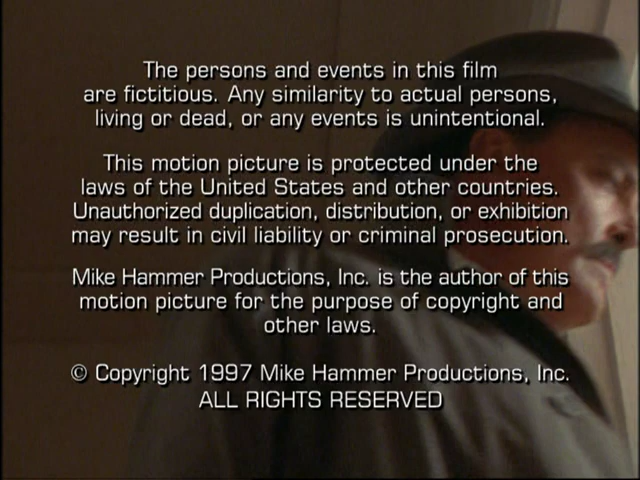 The persons and events in this film
are fictitious. Any similarity to actual persons,
living or dead, or any events is unintentional.
This motion picture is protected under the
laws of the United States and other countries.
Unauthorized duplication, distribution, or exhibition
may result in civil liability or criminal prosecution.
Mike Hammer Productions, Inc. is the author of this
motion picture for the purpose of copyright and
other laws.
© Copyright 1997 Mike Hammer Productions, Inc.
ALL RIGHTS RESERVED